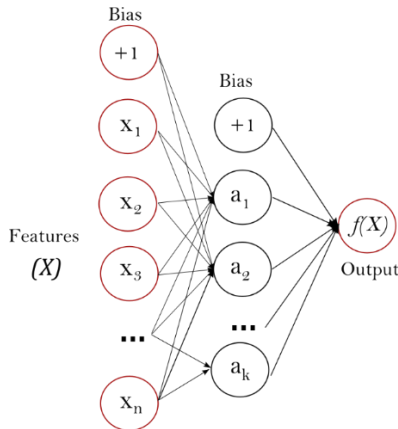 Bias
+1
x1
x2
x3
...
xn
Features
(X)
Bias
+1
a1
a2
...
ak
f(X)
Output